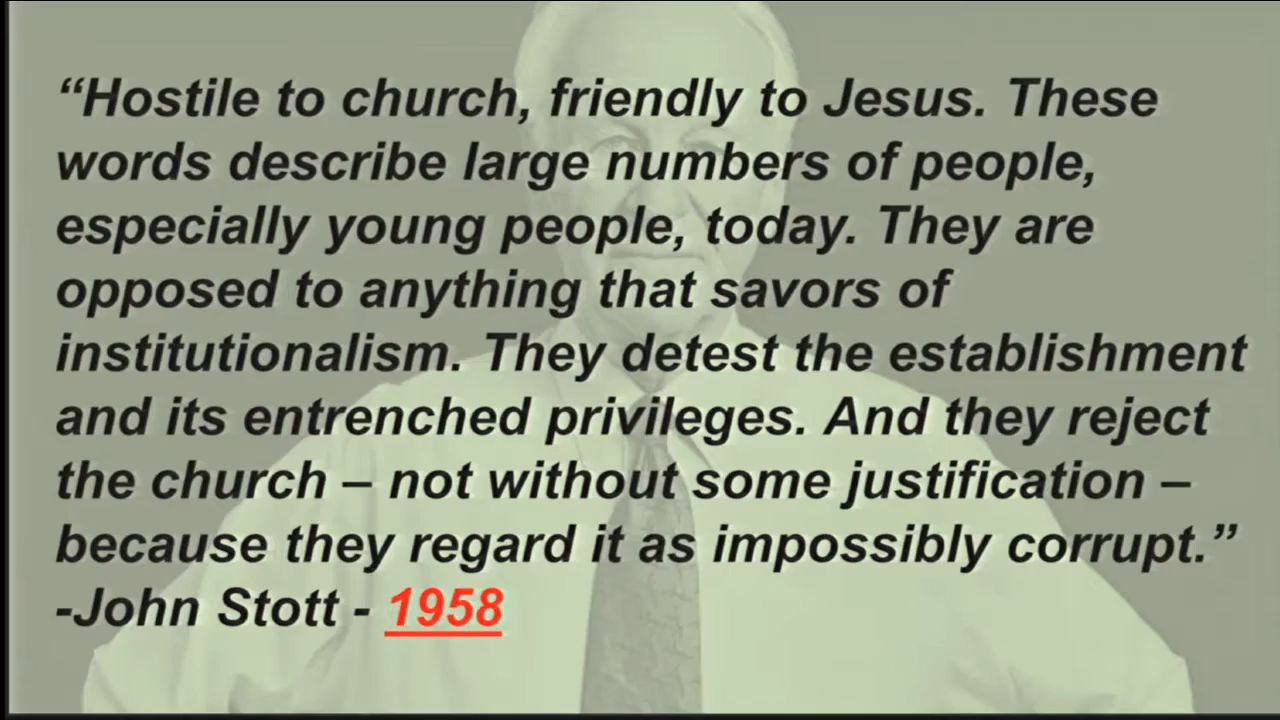 “Hostile to church, friendly to Jesus. These
words describe large numbers of people,
especially young people, today. They are
opposed to anything that savors of
institutionalism. They detest the establishment
and its entrenched privileges. And they reject
the church – not without some justification –
because they regard it as impossibly corrupt.”
-John Stott - 1958